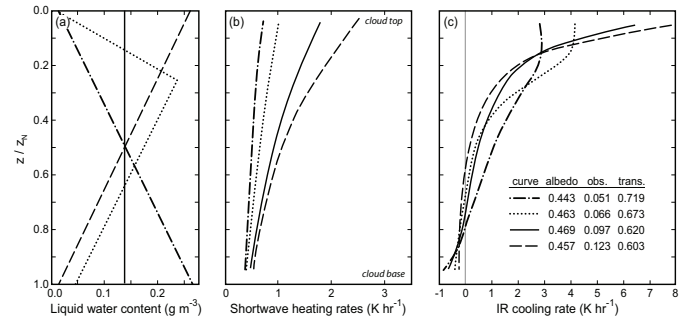 (a)
(b)
(c)
cloud top
cloud base
0.0
0.2
0.4
0.6
0.8
1.0
z / z_N
0 0.1 0.2
Liquid water content (g m⁻³)
0 1 2 3
Shortwave heating rates (K hr⁻¹)
-1 0 1 2 3 4 5 6 7 8
IR cooling rate (K hr⁻¹)
curve albedo obs. trans.
0.443 0.051 0.719
0.463 0.066 0.673
0.469 0.097 0.620
0.457 0.123 0.603